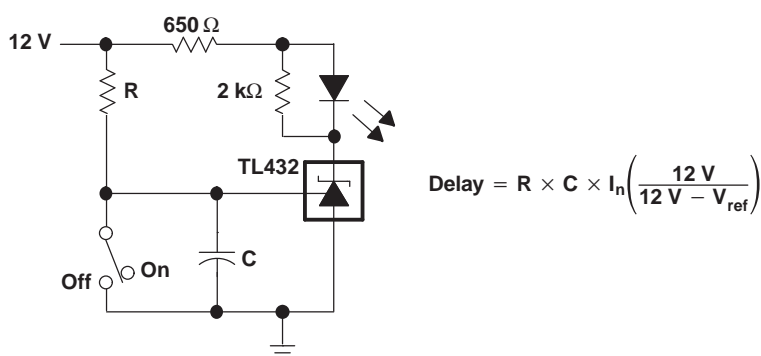 650 Ω
12 V
R
2 kΩ
TL432
Delay = R × C × In(12 V / 12 V − Vref)
On
Off
C